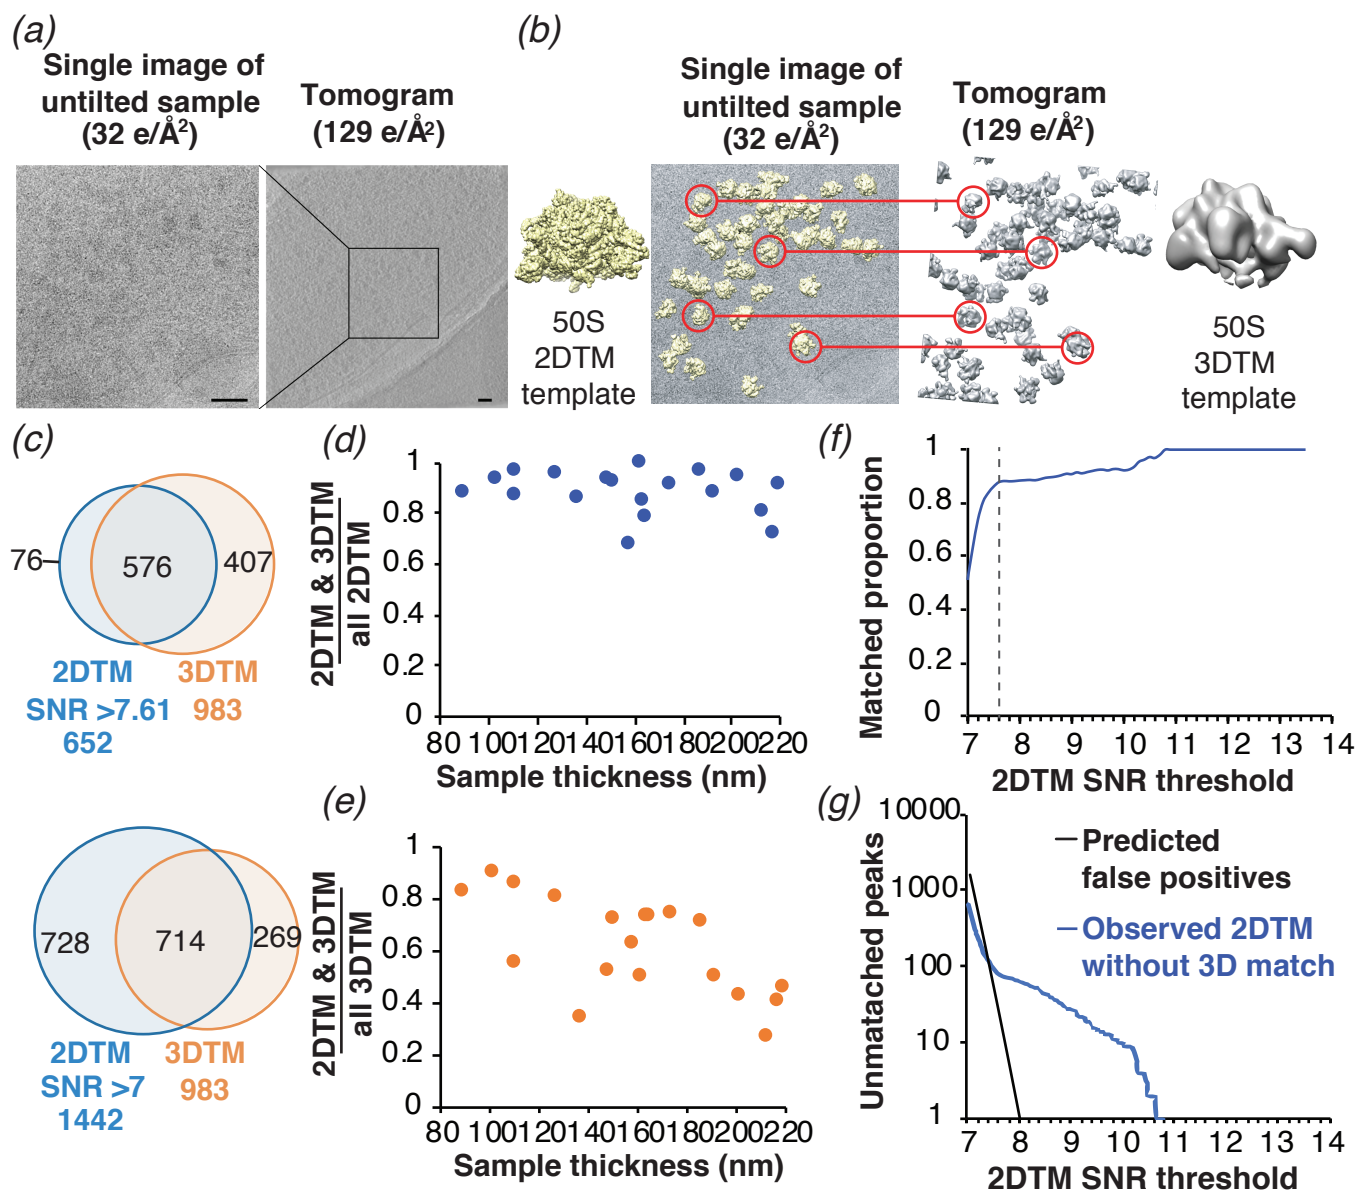 (a)
Single image of
untilted sample
(32 e/Å²)
Tomogram
(129 e/Å²)
(b)
Single image of
untilted sample
(32 e/Å²)
Tomogram
(129 e/Å²)
50S
2DTM
template
50S
3DTM
template
(c)
76
576
407
2DTM
3DTM
SNR >7.61
983
652
728
714
269
2DTM
3DTM
SNR >7
983
1442
(d)
2DTM & 3DTM
all 2DTM
1
0.8
0.6
0.4
0.2
0
80 100 120 140 160 180 200 220
Sample thickness (nm)
(e)
2DTM & 3DTM
all 3DTM
1
0.8
0.6
0.4
0.2
0
80 100 120 140 160 180 200 220
Sample thickness (nm)
(f)
Matched proportion
1
0.8
0.6
0.4
0.2
0
7 8 9 10 11 12 13 14
2DTM SNR threshold
(g)
Unmatached peaks
10000
1000
100
10
1
Predicted
false positives
Observed 2DTM
without 3D match
7 8 9 10 11 12 13 14
2DTM SNR threshold